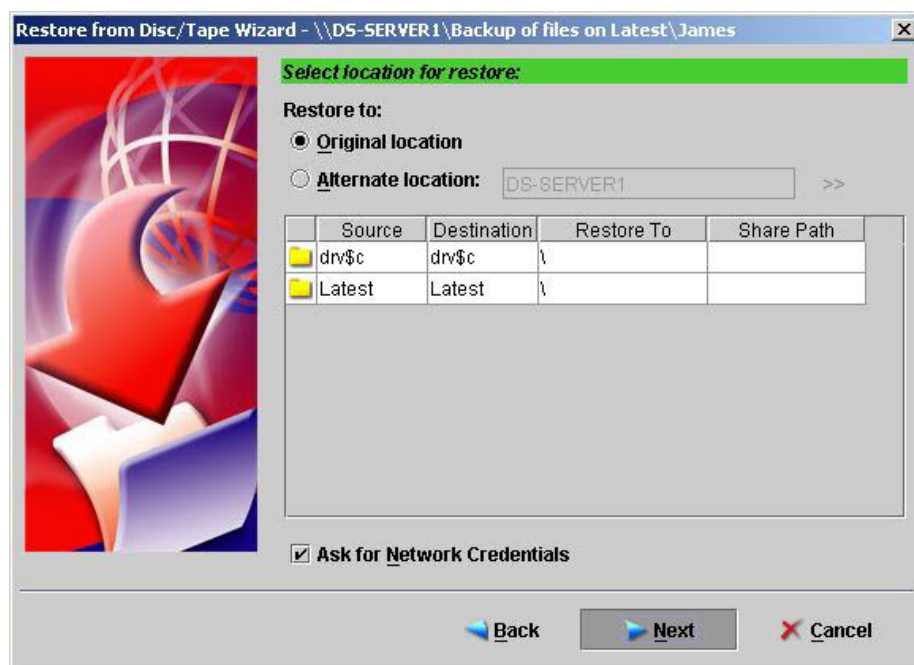 Restore from Disc/Tape Wizard - \\DS-SERVER1\Backup of files on Latest\James
Select location for restore:
Restore to:
Original location
Alternate location: DS-SERVER1 >>
Source Destination Restore To Share Path
drv$c drv$c \
Latest Latest \
Ask for Network Credentials
Back Next Cancel